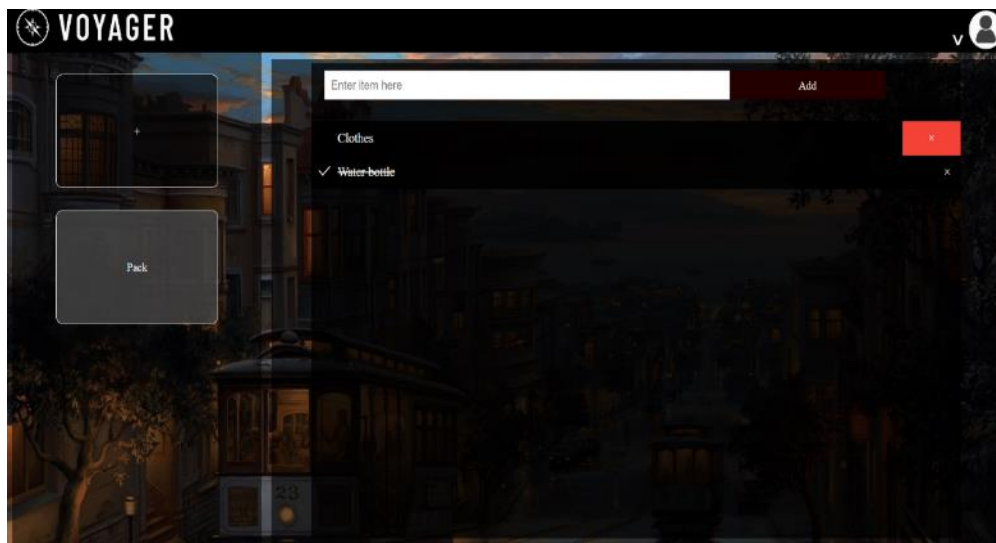 VOYAGER
v
Enter item here
Add
+
Clothes
×
✓ Water bottle
×
Pack
23